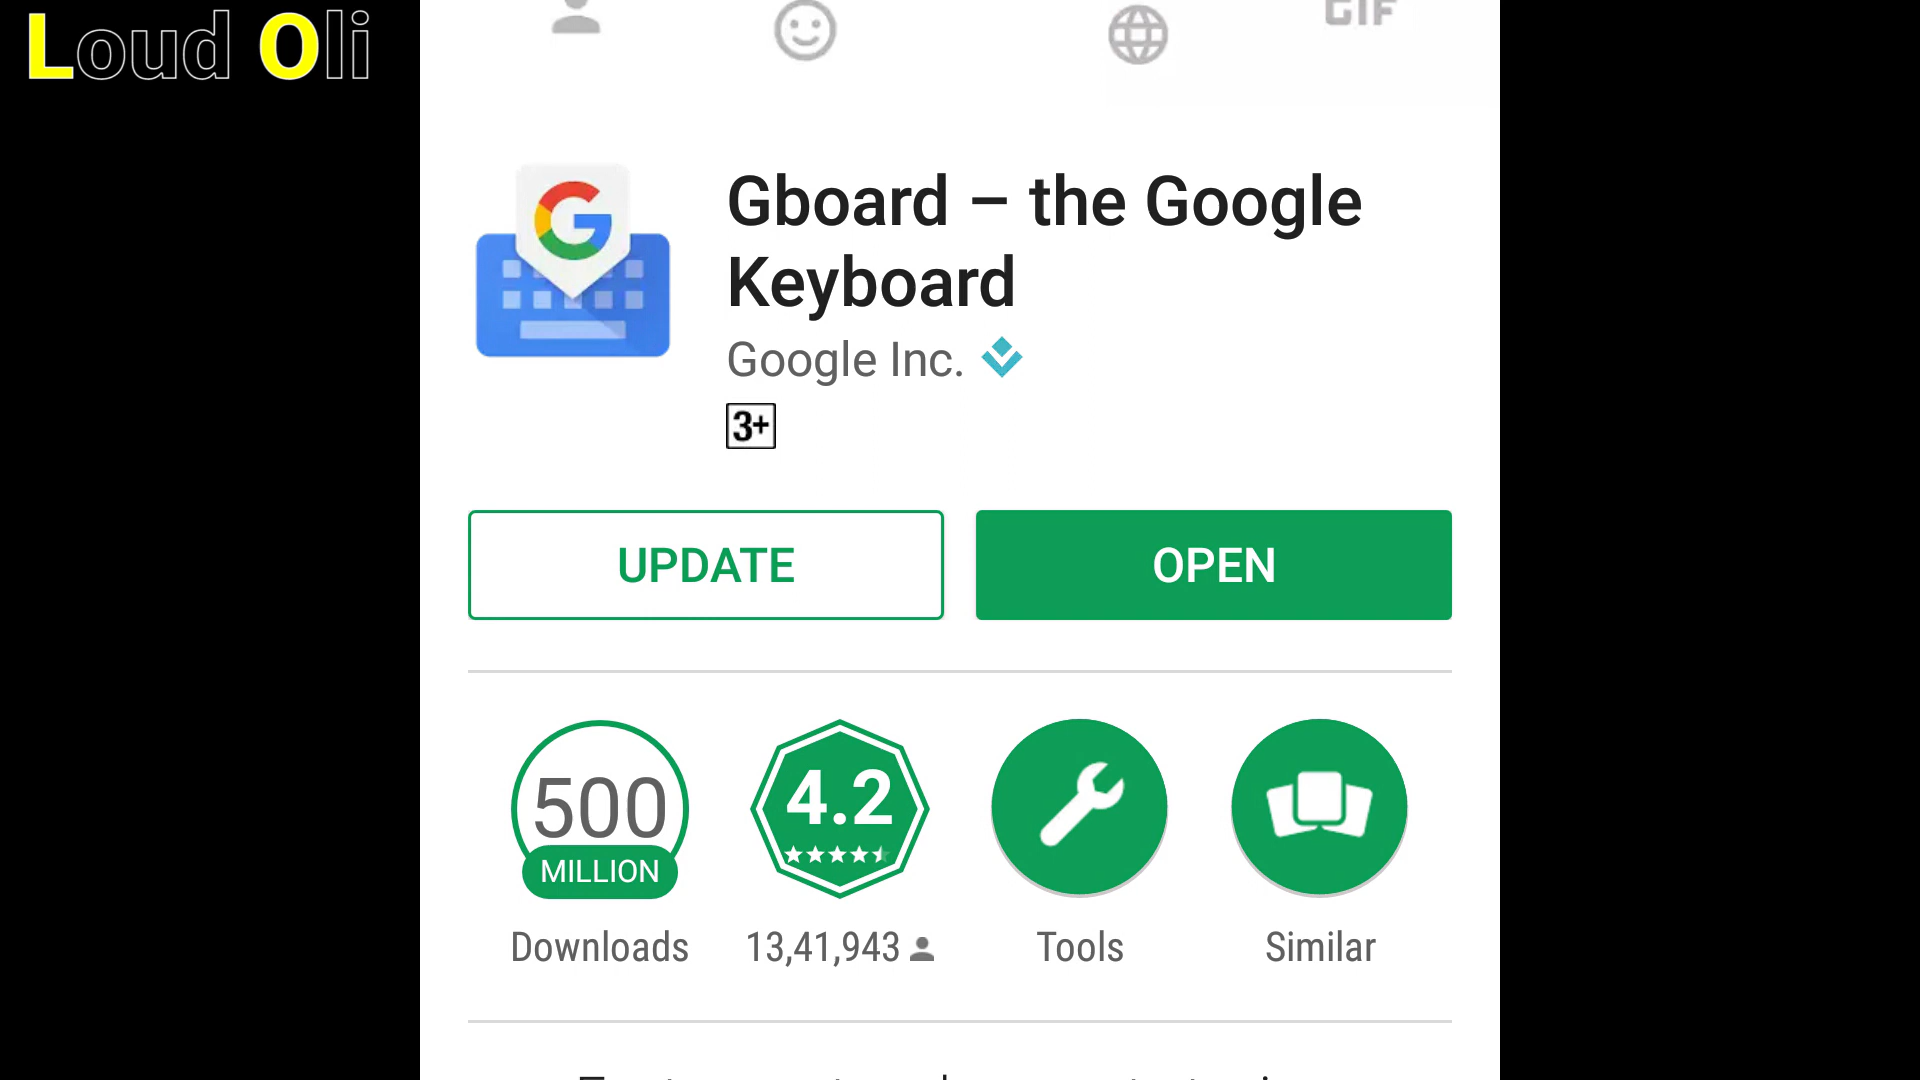 Loud Oli
GIF
Gboard – the Google
Keyboard
Google Inc.
3+
UPDATE
OPEN
500
MILLION
4.2
Downloads
13,41,943
Tools
Similar